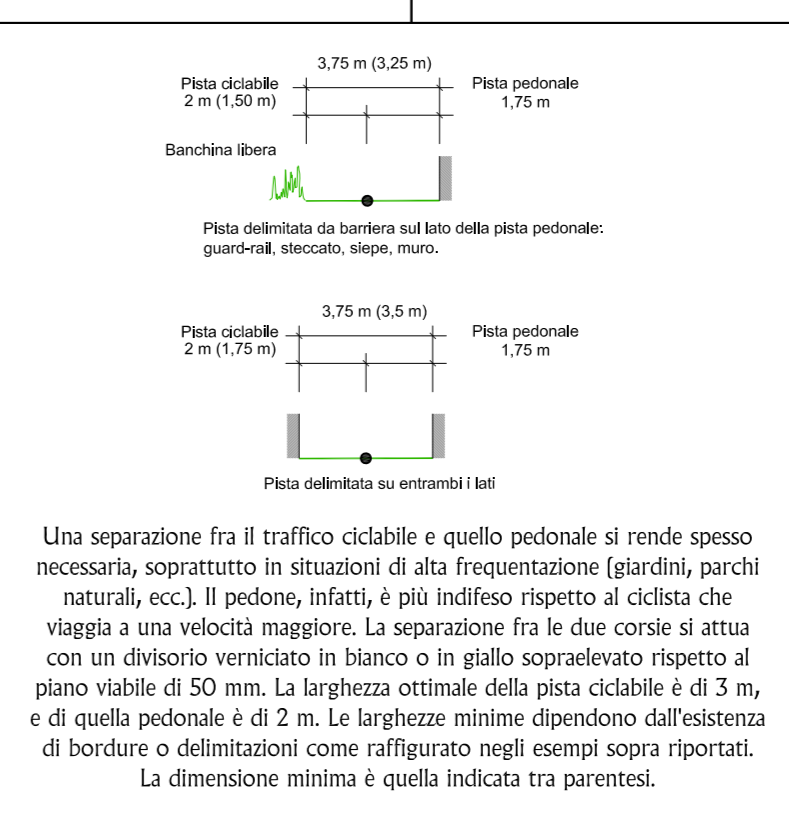 3,75 m (3,25 m)
Pista ciclabile
2 m (1,50 m)
Pista pedonale
1,75 m
Banchina libera
Pista delimitata da barriera sul lato della pista pedonale:
guard-rail, steccato, siepe, muro.
3,75 m (3,5 m)
Pista ciclabile
2 m (1,75 m)
Pista pedonale
1,75 m
Pista delimitata su entrambi i lati
Una separazione fra il traffico ciclabile e quello pedonale si rende spesso
necessaria, soprattutto in situazioni di alta frequentazione (giardini, parchi
naturali, ecc.). Il pedone, infatti, è più indifeso rispetto al ciclista che
viaggia a una velocità maggiore. La separazione fra le due corsie si attua
con un divisorio verniciato in bianco o in giallo sopraelevato rispetto al
piano viabile di 50 mm. La larghezza ottimale della pista ciclabile è di 3 m,
e di quella pedonale è di 2 m. Le larghezze minime dipendono dall'esistenza
di bordure o delimitazioni come raffigurato negli esempi sopra riportati.
La dimensione minima è quella indicata tra parentesi.